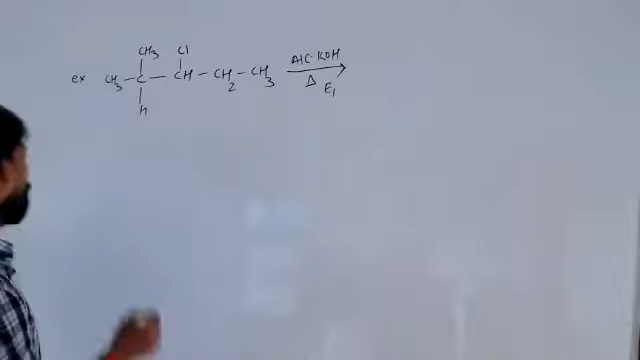 CH3 Cl
ex CH3 - C - CH - CH2 - CH3 Alc. KOH
Δ E1
H